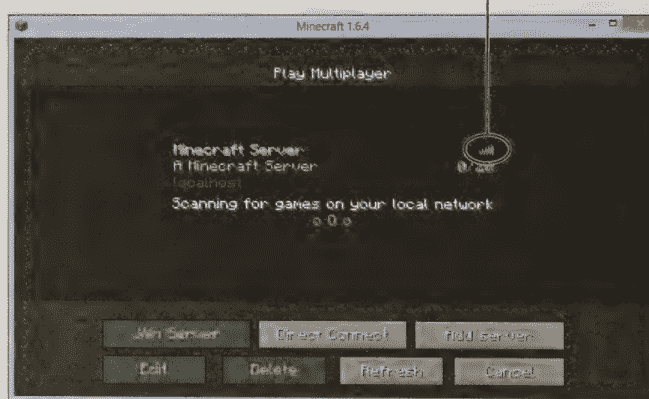 Minecraft 1.6.4
Play Multiplayer
Minecraft Server
A Minecraft Server 0/20
localhost
Scanning for games on your local network
o O o
Join Server Direct Connect Add server
Edit Delete Refresh Cancel